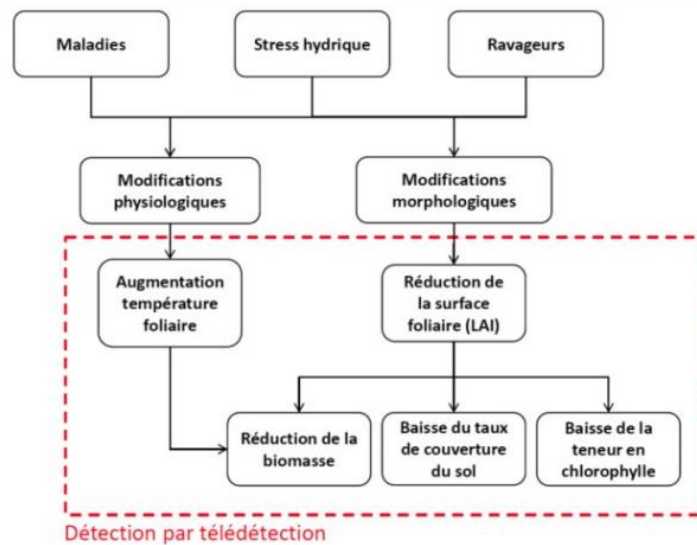 Maladies
Stress hydrique
Ravageurs
Modifications
physiologiques
Modifications
morphologiques
Augmentation
température
foliaire
Réduction de
la surface
foliaire (LAI)
Réduction de la
biomasse
Baisse du taux
de couverture
du sol
Baisse de la
teneur en
chlorophylle
Détection par télédétection